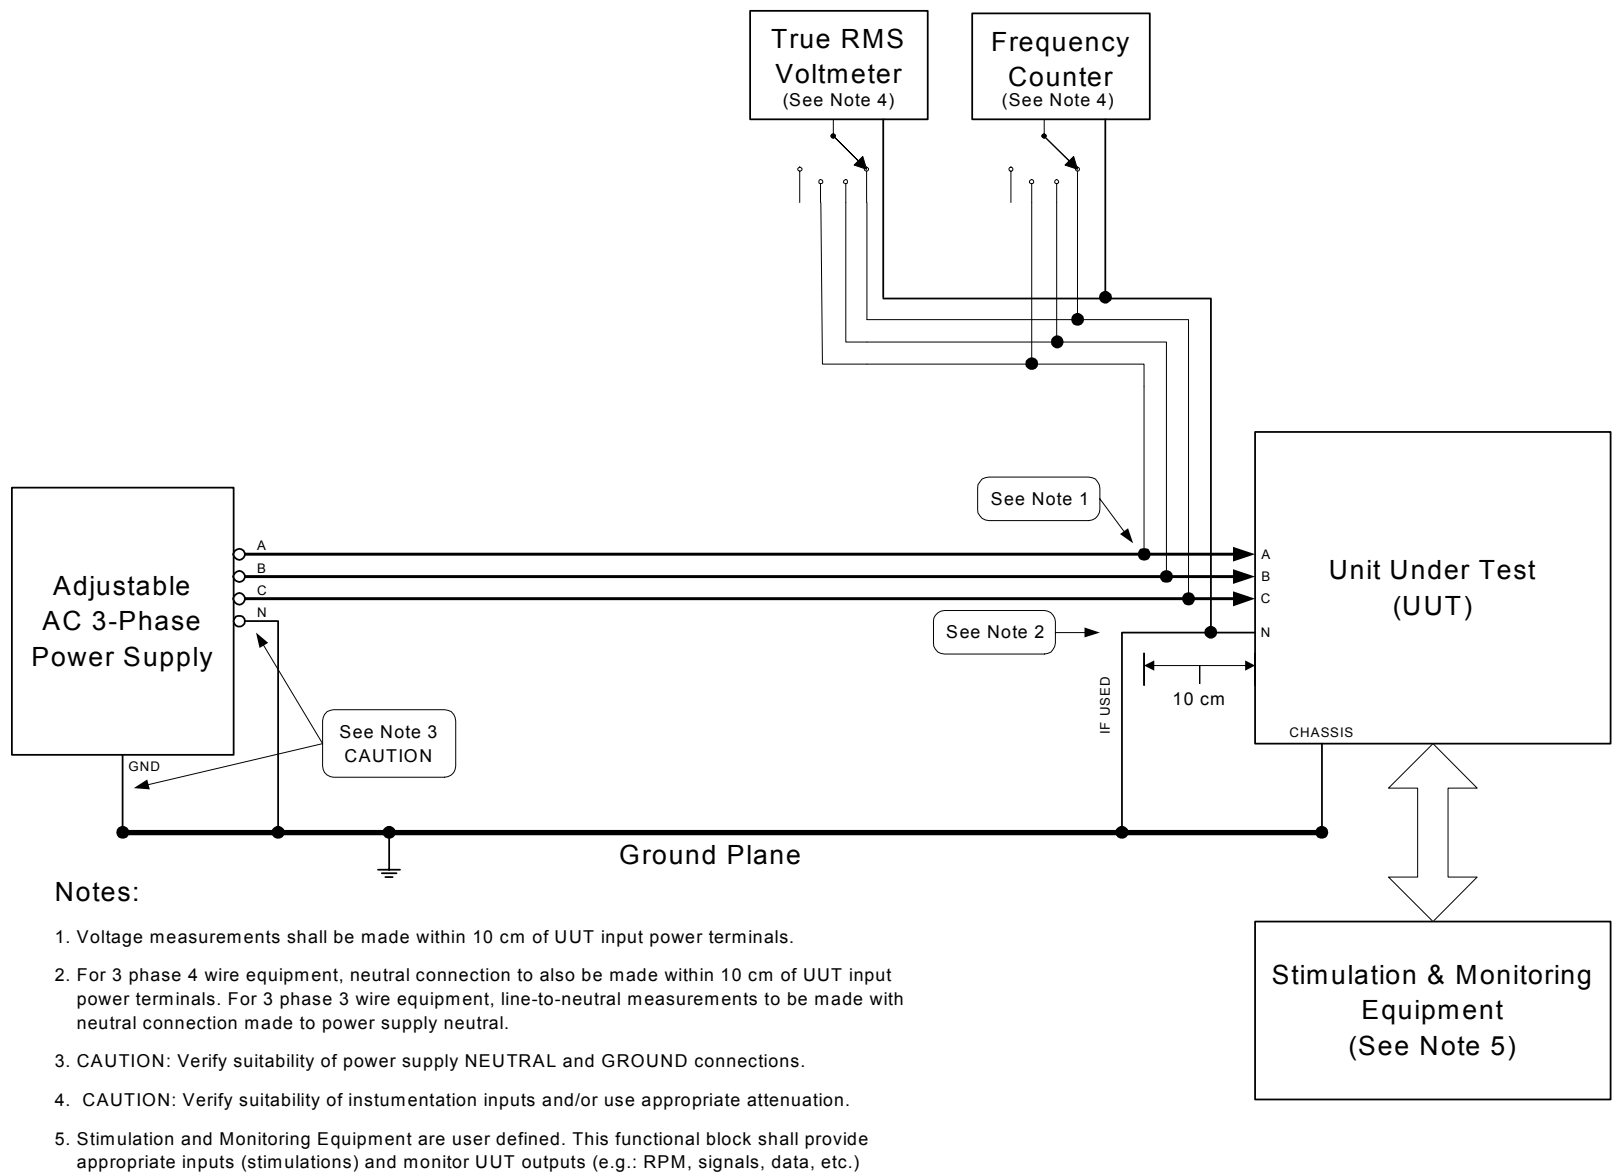 True RMS
Voltmeter
(See Note 4)
Frequency
Counter
(See Note 4)
See Note 1
Adjustable
AC 3-Phase
Power Supply
A
B
C
N
A
B
C
N
Unit Under Test
(UUT)
See Note 2
10 cm
IF USED
See Note 3
CAUTION
CHASSIS
GND
Ground Plane
Stimulation & Monitoring
Equipment
(See Note 5)
Notes:
1. Voltage measurements shall be made within 10 cm of UUT input power terminals.
2. For 3 phase 4 wire equipment, neutral connection to also be made within 10 cm of UUT input
power terminals. For 3 phase 3 wire equipment, line-to-neutral measurements to be made with
neutral connection made to power supply neutral.
3. CAUTION: Verify suitability of power supply NEUTRAL and GROUND connections.
4. CAUTION: Verify suitability of instumentation inputs and/or use appropriate attenuation.
5. Stimulation and Monitoring Equipment are user defined. This functional block shall provide
appropriate inputs (stimulations) and monitor UUT outputs (e.g.: RPM, signals, data, etc.)